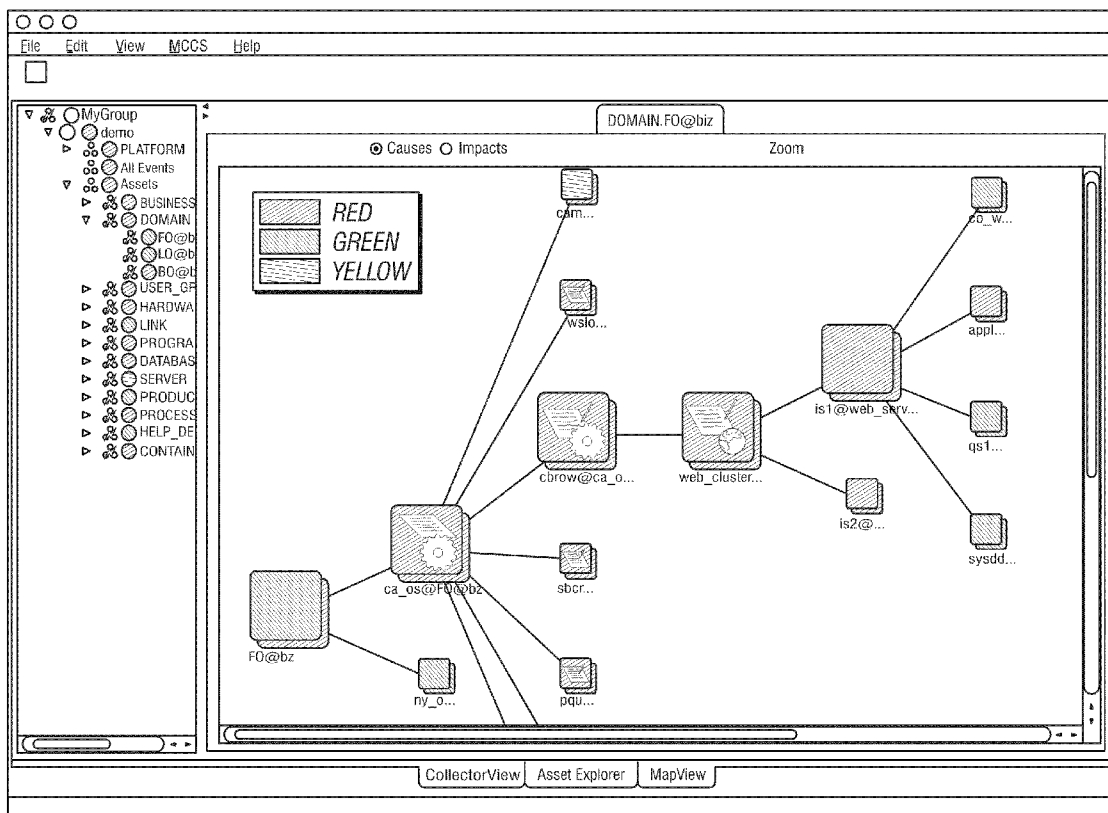 File Edit View MCCS Help
MyGroup
demo
PLATFORM
All Events
Assets
BUSINESS
DOMAIN
FO@b
LO@b
BO@b
USER_GR
HARDWA
LINK
PROGRA
DATABAS
SERVER
PRODUC
PROCESS
HELP_DE
CONTAIN
DOMAIN.FO@biz
Causes Impacts Zoom
RED
GREEN
YELLOW
cam...
co_w...
wslo...
appl...
is1@web_serv...
qs1...
cbrow@ca_o...
web_cluster...
is2@...
sysdd...
ca_os@FO@bz
sbcr...
FO@bz
ny_o...
pqu...
CollectorView Asset Explorer MapView